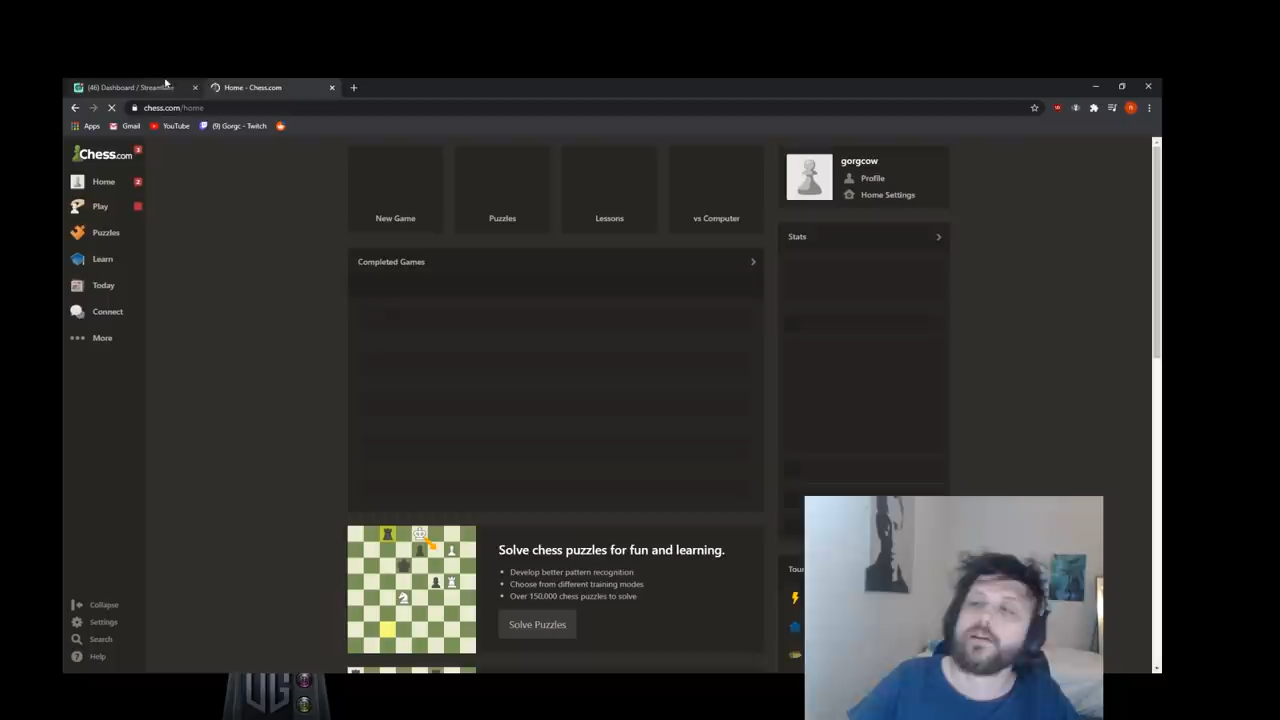 (46) Dashboard / Streamlabs
Home - Chess.com
chess.com/home
Apps
Gmail
YouTube
(9) Gorgc - Twitch
Chess.com
3
Home
2
Play
Puzzles
Learn
Today
Connect
More
New Game
Puzzles
Lessons
vs Computer
gorgcow
Profile
Home Settings
Stats
Completed Games
Solve chess puzzles for fun and learning.
Develop better pattern recognition
Choose from different training modes
Over 150,000 chess puzzles to solve
Solve Puzzles
Collapse
Settings
Search
Help
OG